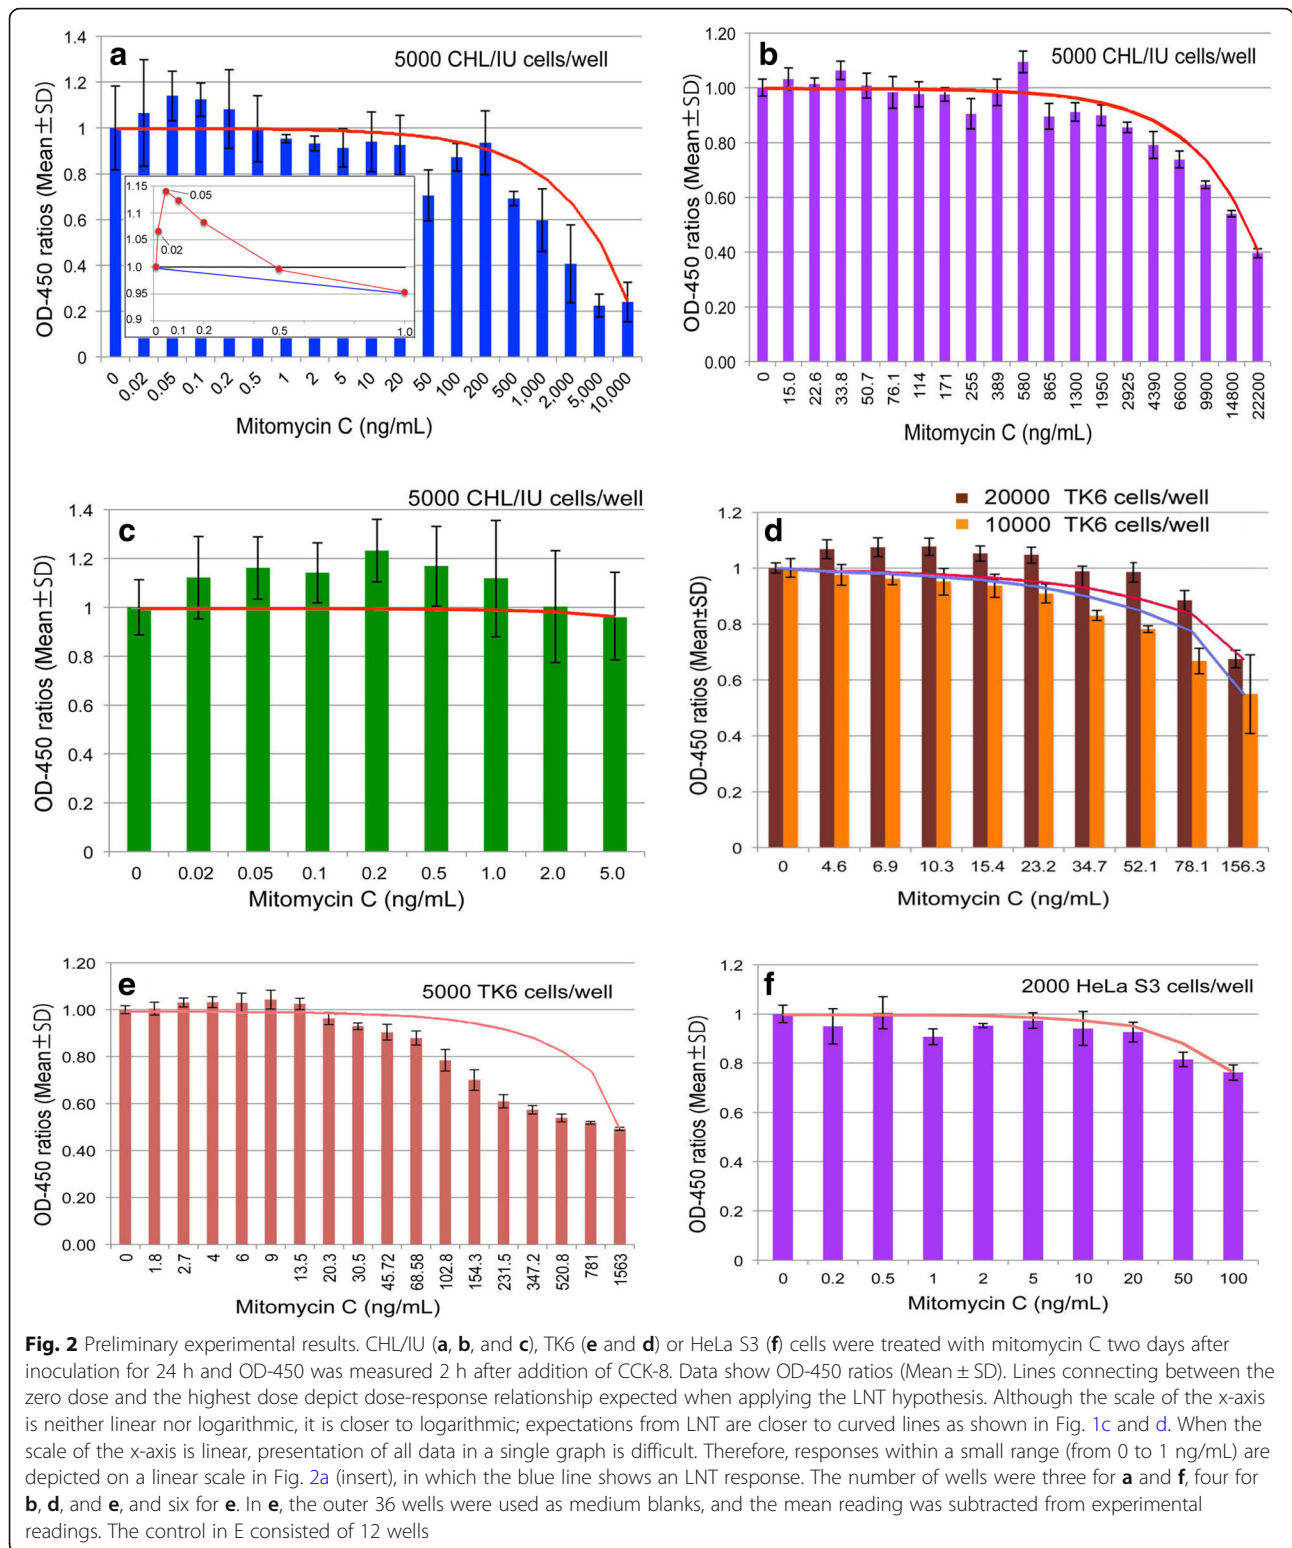 a
5000 CHL/IU cells/well
OD-450 ratios (Mean±SD)
1.4
1.2
1
0.8
0.6
0.4
0.2
0
1.15
1.10
1.05
1.0
0.95
0.9
0.05
0.02
0 0.1 0.2 0.5 1.0
0 0.02 0.05 0.1 0.2 0.5 1 2 5 10 20 50 100 200 500 1,000 2,000 5,000 10,000
Mitomycin C (ng/mL)
b
5000 CHL/IU cells/well
OD-450 ratios (Mean±SD)
1.20
1.00
0.80
0.60
0.40
0.20
0.00
0 15.0 22.6 33.8 50.7 76.1 114 171 255 389 580 865 1300 1950 2925 4390 6600 9900 14800 22200
Mitomycin C (ng/mL)
c
5000 CHL/IU cells/well
OD-450 ratios (Mean±SD)
1.4
1.2
1
0.8
0.6
0.4
0.2
0
0 0.02 0.05 0.1 0.2 0.5 1.0 2.0 5.0
Mitomycin C (ng/mL)
d
20000 TK6 cells/well
10000 TK6 cells/well
OD-450 ratios (Mean±SD)
1.2
1
0.8
0.6
0.4
0.2
0
0 4.6 6.9 10.3 15.4 23.2 34.7 52.1 78.1 156.3
Mitomycin C (ng/mL)
e
5000 TK6 cells/well
OD-450 ratios (Mean±SD)
1.20
1.00
0.80
0.60
0.40
0.20
0.00
0 1.8 2.7 4 6 9 13.5 20.3 30.5 45.72 68.58 102.8 154.3 231.5 347.2 520.8 781 1563
Mitomycin C (ng/mL)
f
2000 HeLa S3 cells/well
OD-450 ratios (Mean±SD)
1.2
1
0.8
0.6
0.4
0.2
0
0 0.2 0.5 1 2 5 10 20 50 100
Mitomycin C (ng/mL)
Fig. 2 Preliminary experimental results. CHL/IU (a, b, and c), TK6 (e and d) or HeLa S3 (f) cells were treated with mitomycin C two days after
inoculation for 24 h and OD-450 was measured 2 h after addition of CCK-8. Data show OD-450 ratios (Mean ± SD). Lines connecting between the
zero dose and the highest dose depict dose-response relationship expected when applying the LNT hypothesis. Although the scale of the x-axis
is neither linear nor logarithmic, it is closer to logarithmic; expectations from LNT are closer to curved lines as shown in Fig. 1c and d. When the
scale of the x-axis is linear, presentation of all data in a single graph is difficult. Therefore, responses within a small range (from 0 to 1 ng/mL) are
depicted on a linear scale in Fig. 2a (insert), in which the blue line shows an LNT response. The number of wells were three for a and f, four for
b, d, and e, and six for e. In e, the outer 36 wells were used as medium blanks, and the mean reading was subtracted from experimental
readings. The control in E consisted of 12 wells